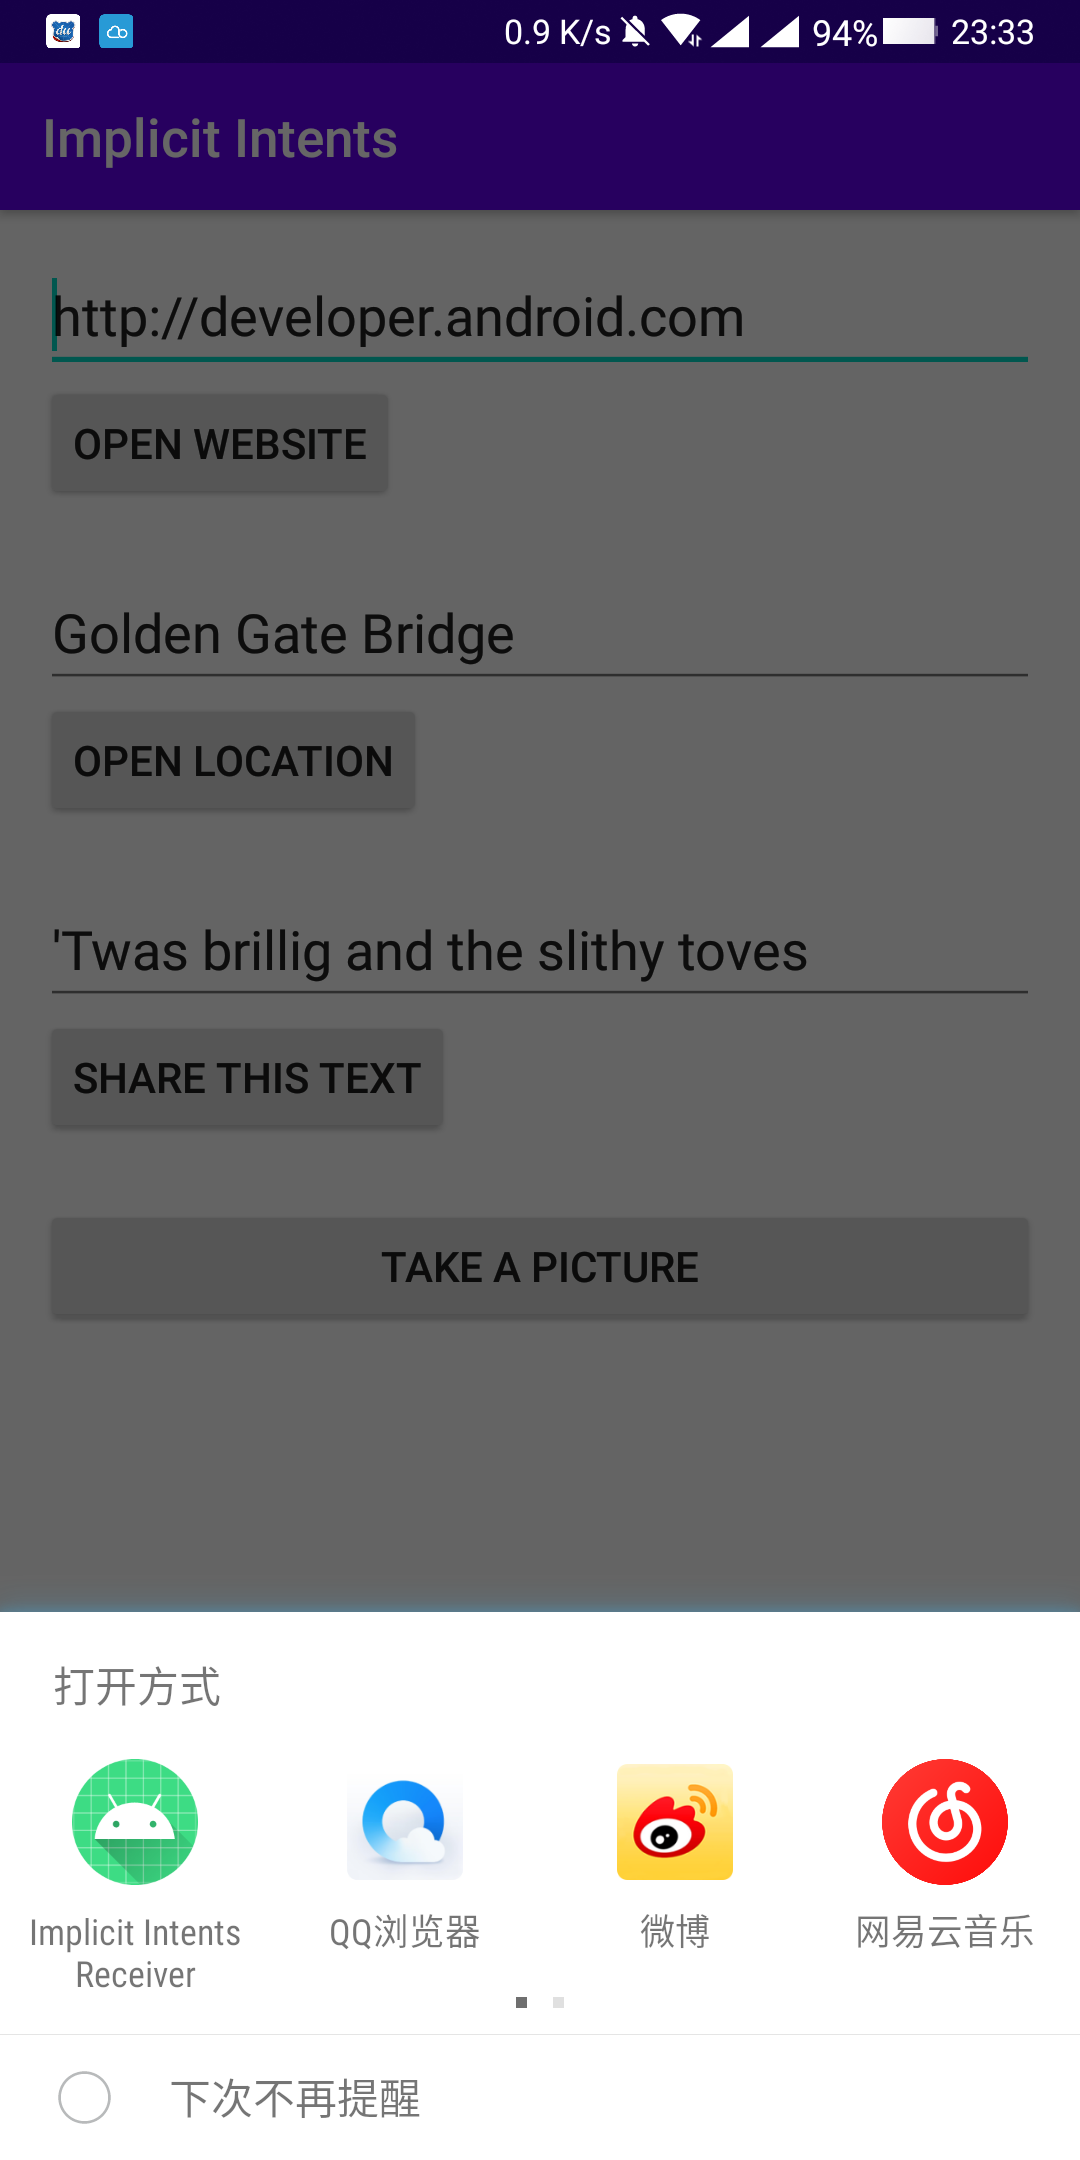 du
0.9 K/s 94% 23:33
Implicit Intents
http://developer.android.com
OPEN WEBSITE
Golden Gate Bridge
OPEN LOCATION
'Twas brillig and the slithy toves
SHARE THIS TEXT
TAKE A PICTURE
打开方式
Implicit Intents
Receiver
QQ浏览器
微博
网易云音乐
下次不再提醒